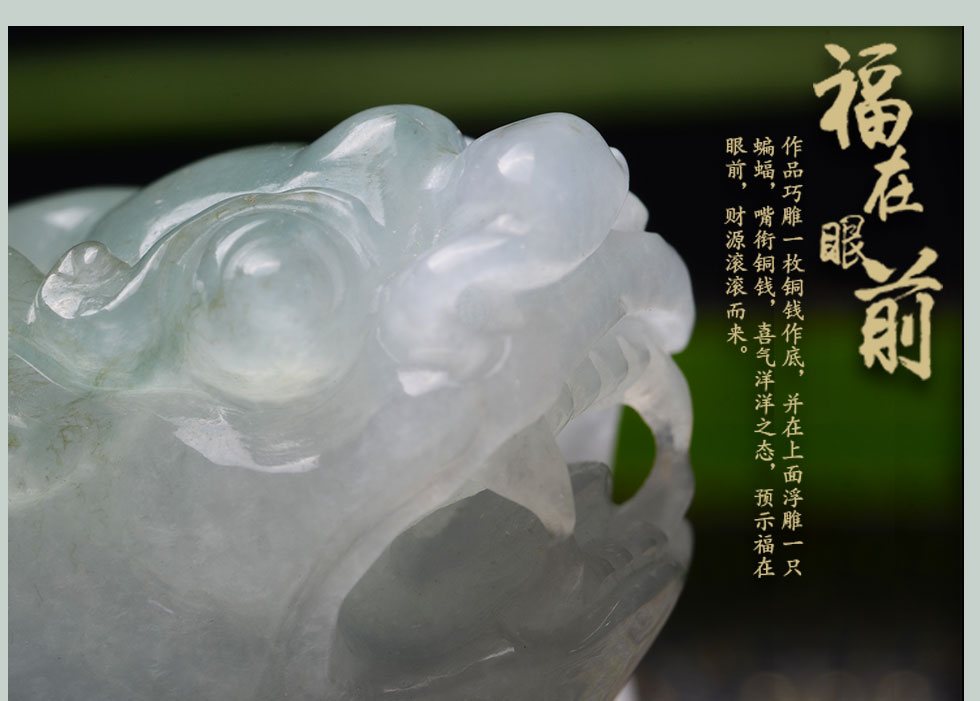 福在眼前
作品巧雕一枚铜钱作底，并在上面浮雕一只
蝙蝠，嘴衔铜钱，喜气洋洋之态，预示福在
眼前，财源滚滚而来。